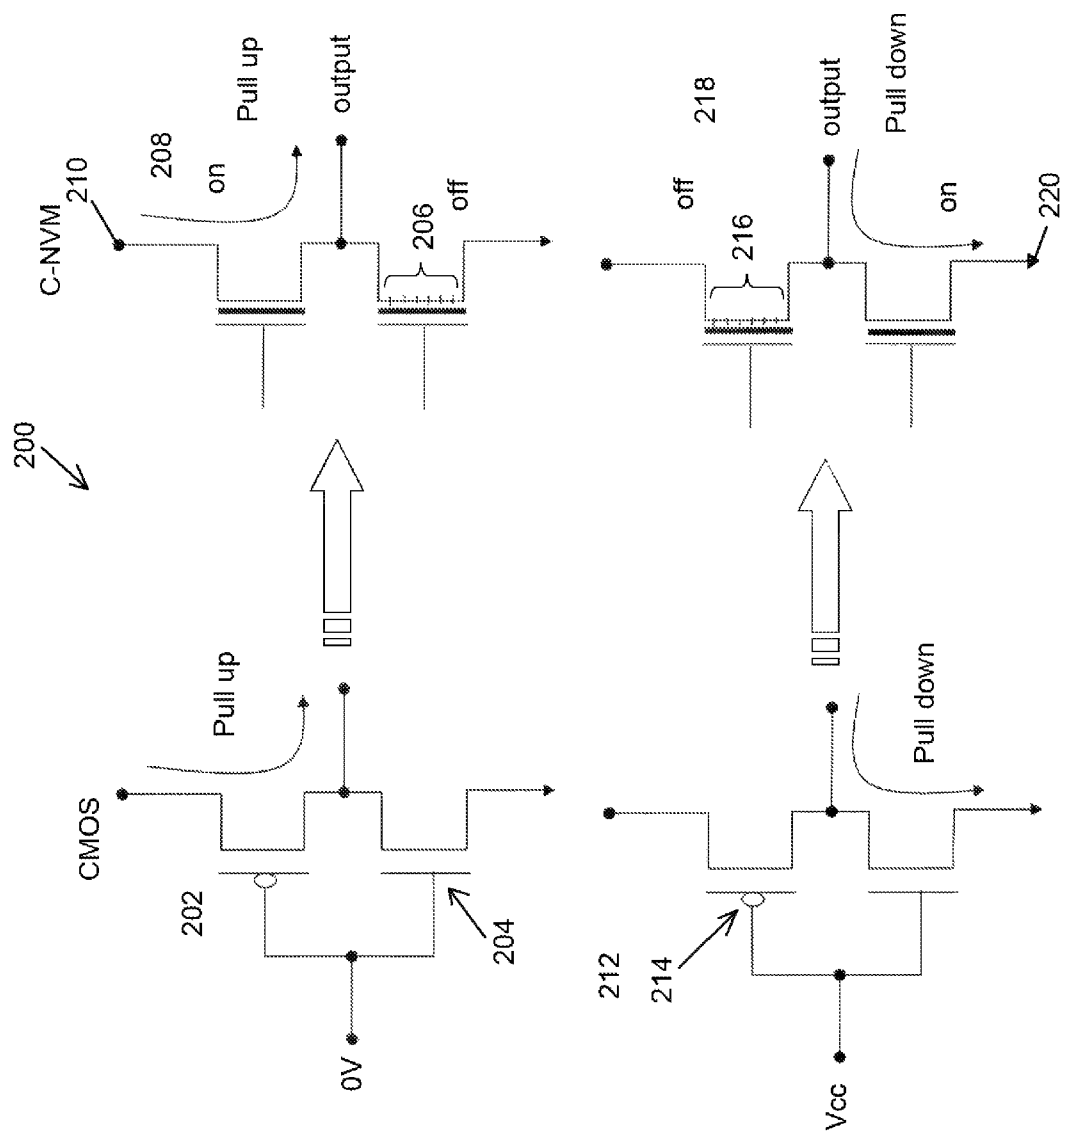 200
CMOS
C-NVM
202
Pull up
0V
204
210
208
on
Pull up
output
206
off
212
214
Pull down
Vcc
off
218
216
output
Pull down
on
220